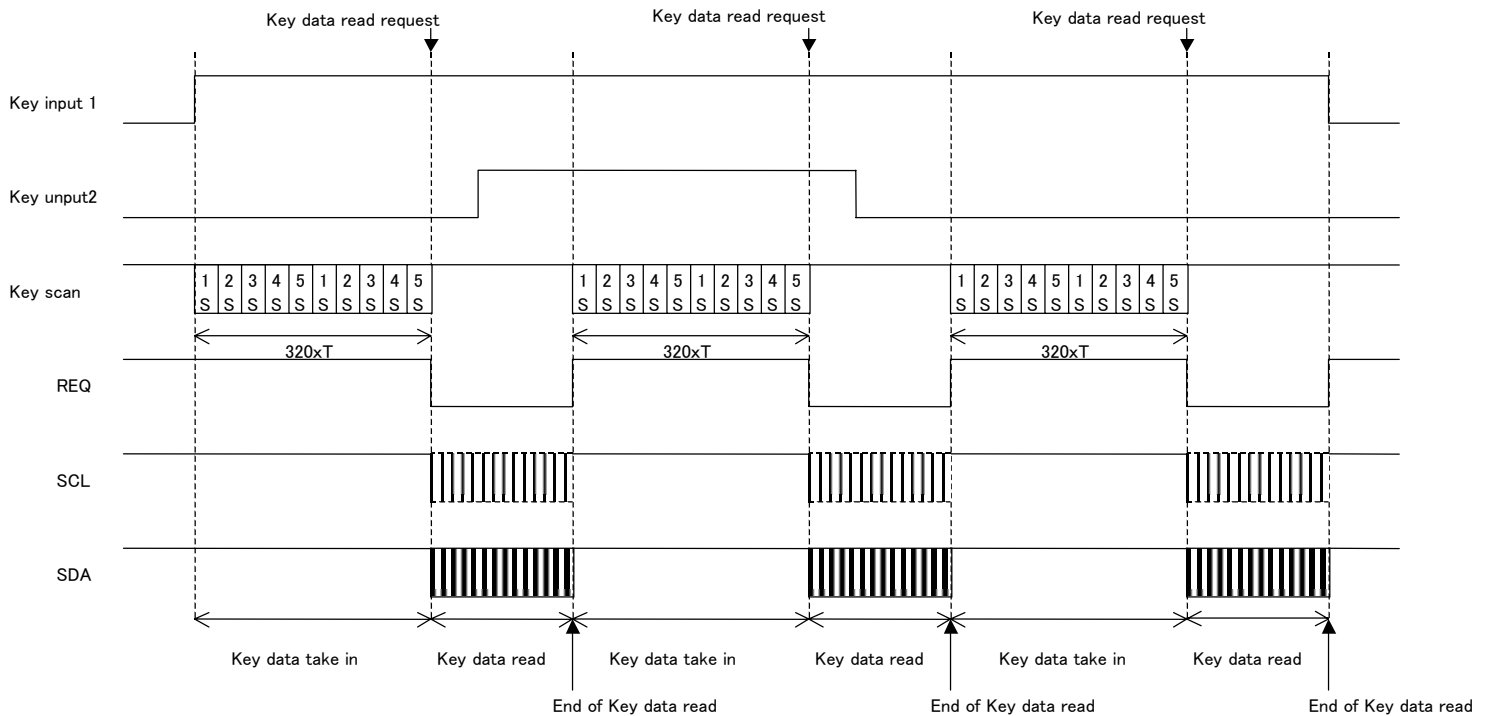 Key data read request
Key data read request
Key data read request
Key input 1
Key unput2
Key scan
1 2 3 4 5 1 2 3 4 5
S S S S S S S S S S
1 2 3 4 5 1 2 3 4 5
S S S S S S S S S S
1 2 3 4 5 1 2 3 4 5
S S S S S S S S S S
320xT
320xT
320xT
REQ
SCL
SDA
Key data take in
Key data read
Key data take in
Key data read
Key data take in
Key data read
End of Key data read
End of Key data read
End of Key data read